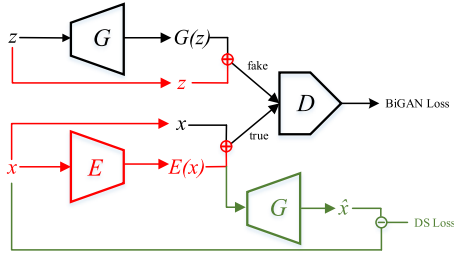 z G G(z)
z
fake
D BiGAN Loss
x
true
x E E(x)
G x̂
DS Loss